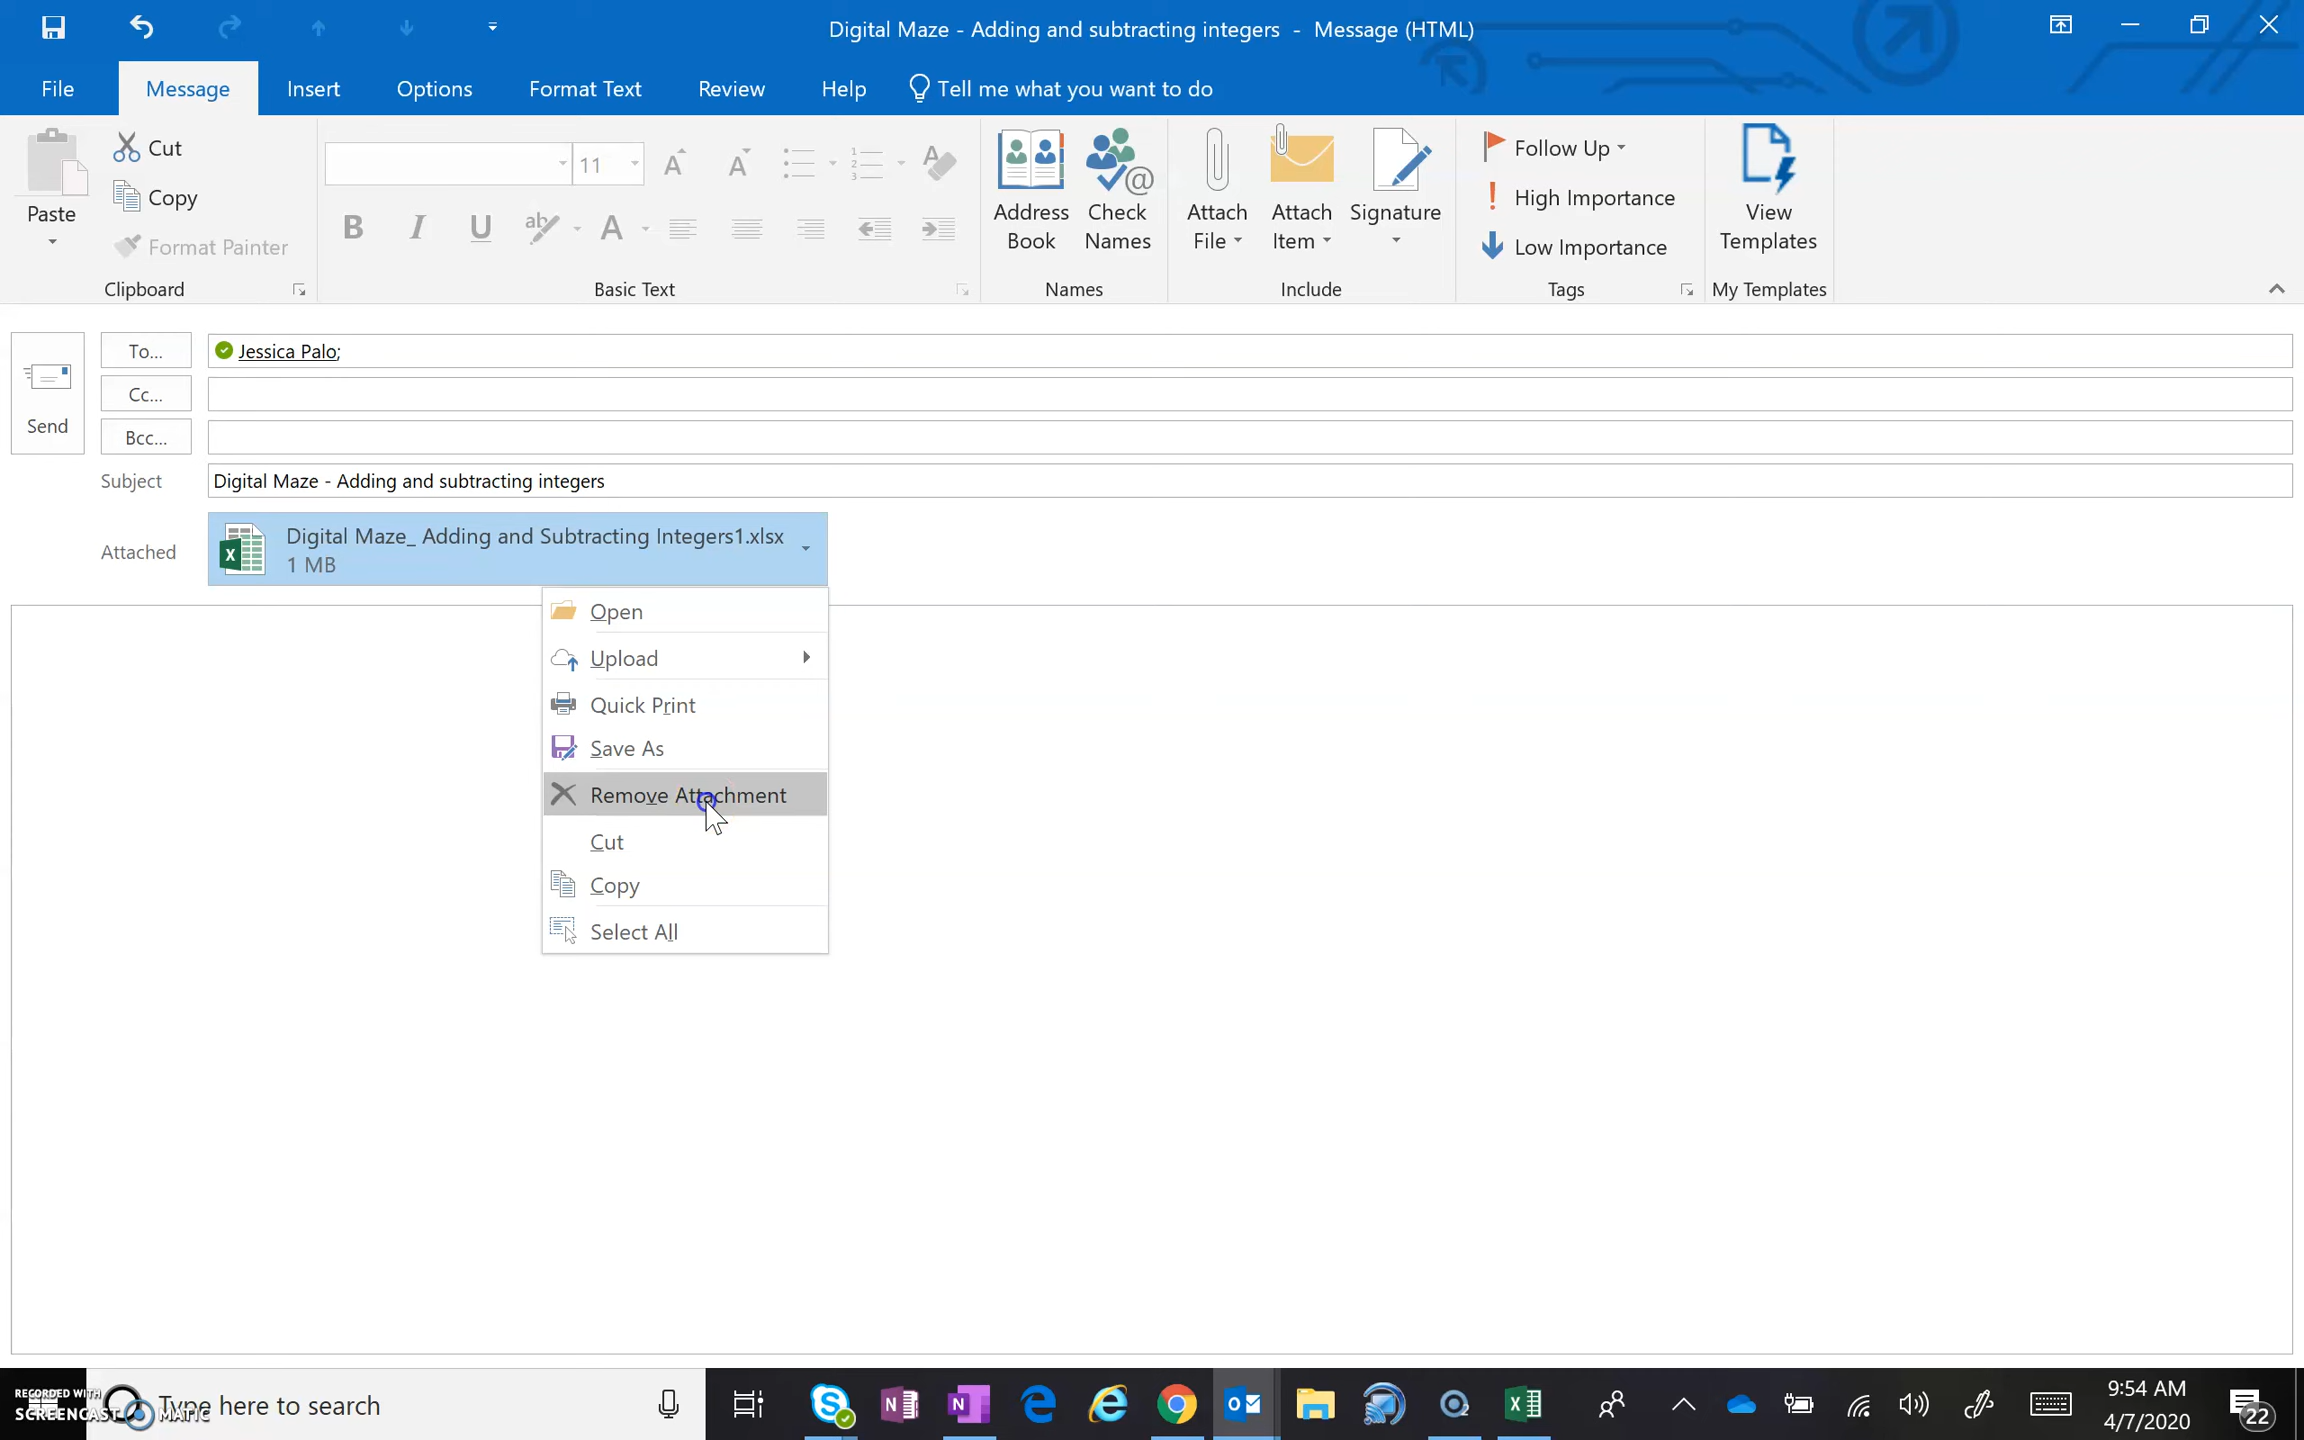 Digital Maze - Adding and subtracting integers - Message (HTML)
File
Message
Insert
Options
Format Text
Review
Help
Tell me what you want to do
Paste
Cut
Copy
Format Painter
Clipboard
11
B
I
U
ab
A
Basic Text
Address
Book
Check
Names
Names
Attach
File
Attach
Item
Signature
Include
Follow Up
High Importance
Low Importance
Tags
View
Templates
My Templates
Send
To...
Jessica Palo;
Cc...
Bcc...
Subject
Digital Maze - Adding and subtracting integers
Attached
Digital Maze_ Adding and Subtracting Integers1.xlsx
1 MB
Open
Upload
Quick Print
Save As
Remove Attachment
Cut
Copy
Select All
RECORDED WITH
SCREENCAST MATIC
Type here to search
9:54 AM
4/7/2020
22